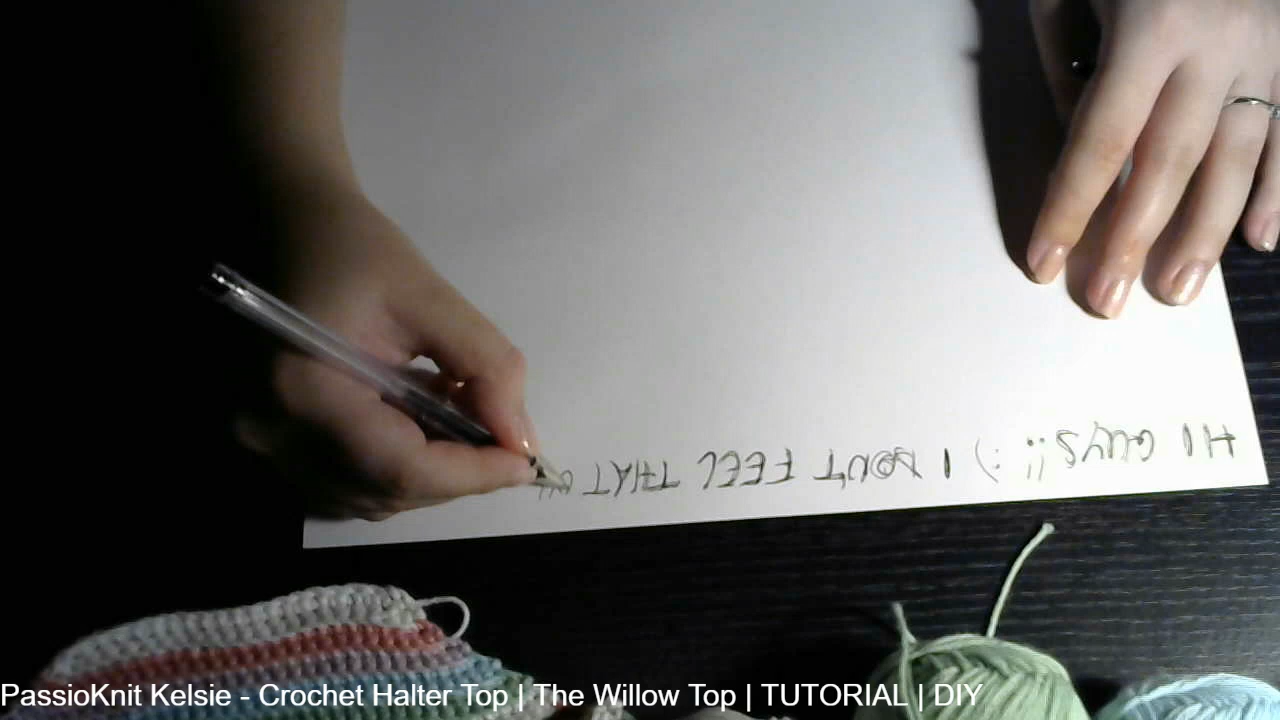 HI GUYS !! :) I DONT FEEL THAT
PassioKnit Kelsie - Crochet Halter Top | The Willow Top | TUTORIAL | DIY